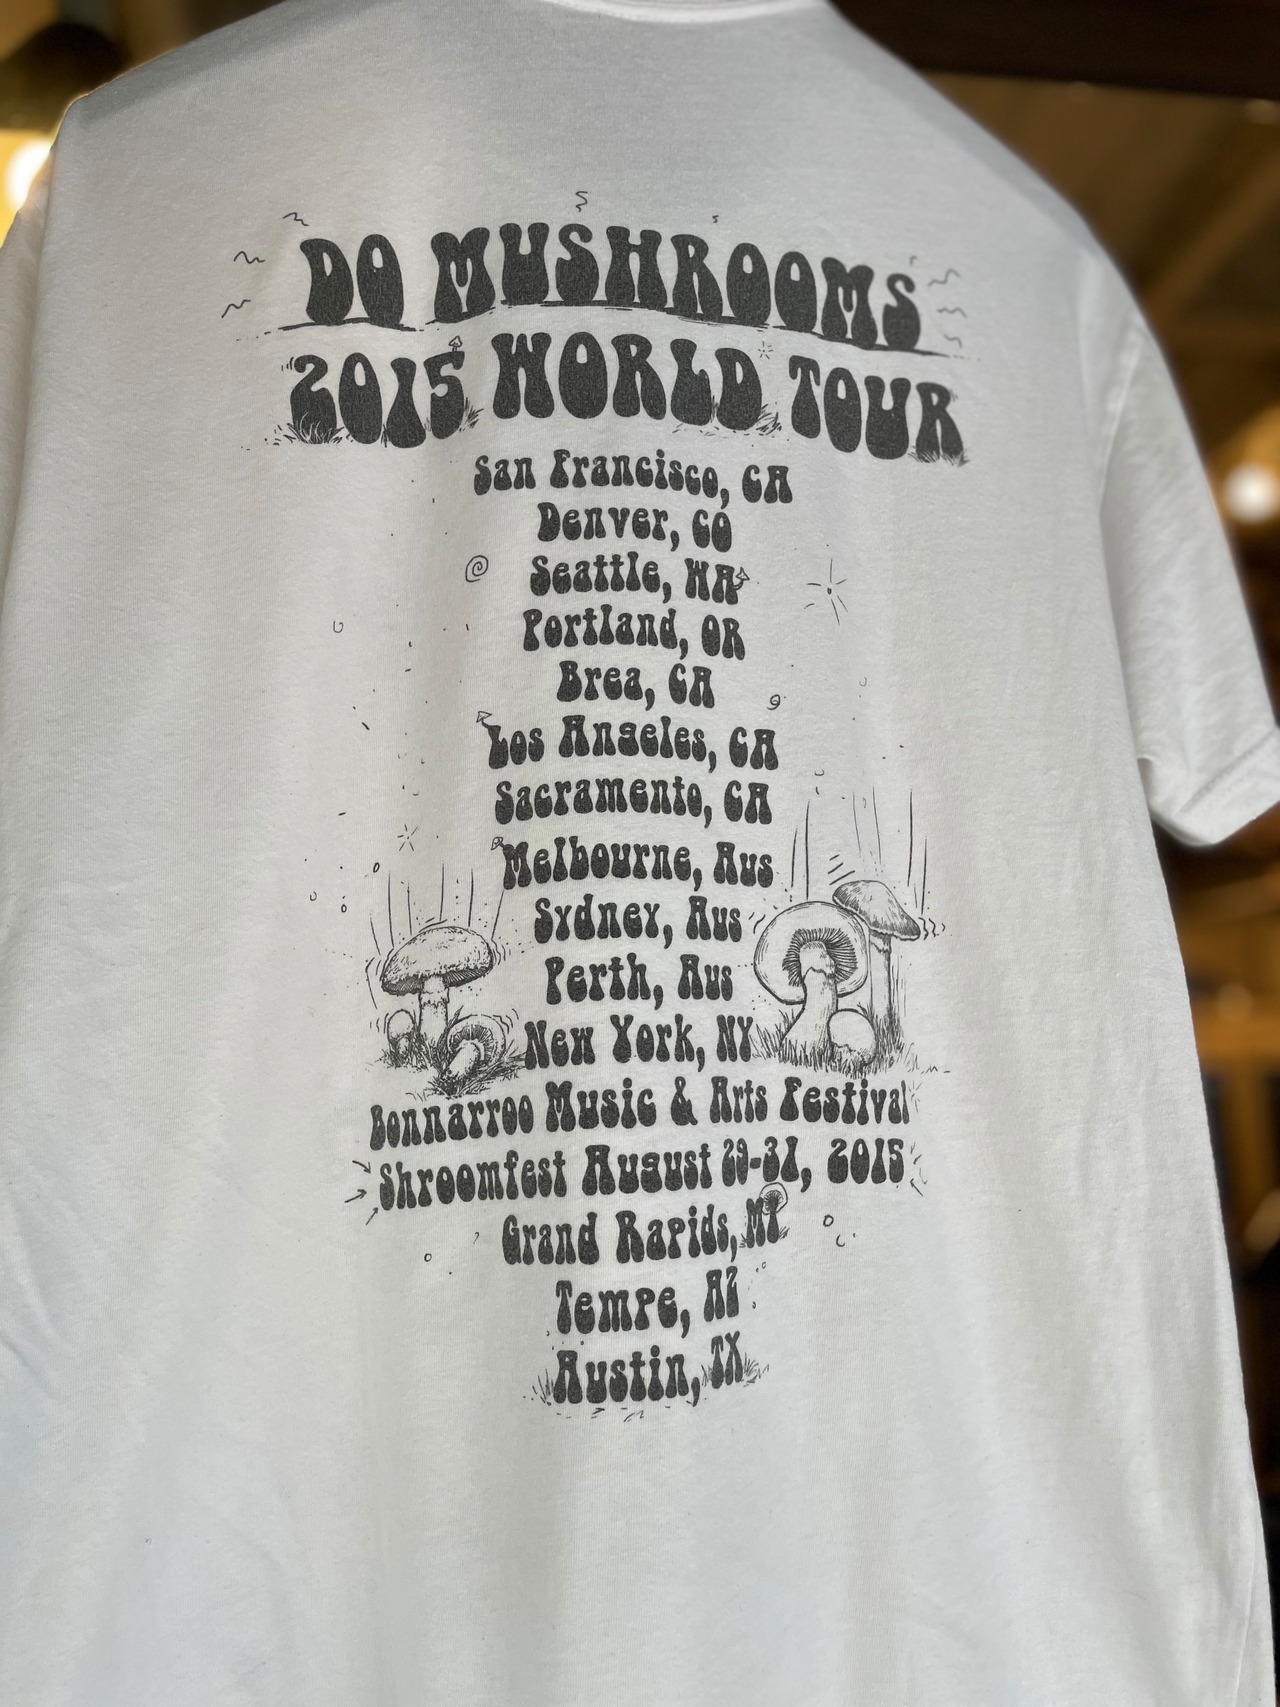 DO MUSHROOMS
2015 WORLD TOUR
San Francisco, CA
Denver, CO
Seattle, WA
Portland, OR
Brea, CA
Los Angeles, CA
Sacramento, CA
Melbourne, Aus
Sydney, Aus
Perth, Aus
New York, NY
Bonnarroo Music & Arts Festival
Shroomfest August 29-31, 2015
Grand Rapids, MI
Tempe, AZ
Austin, TX